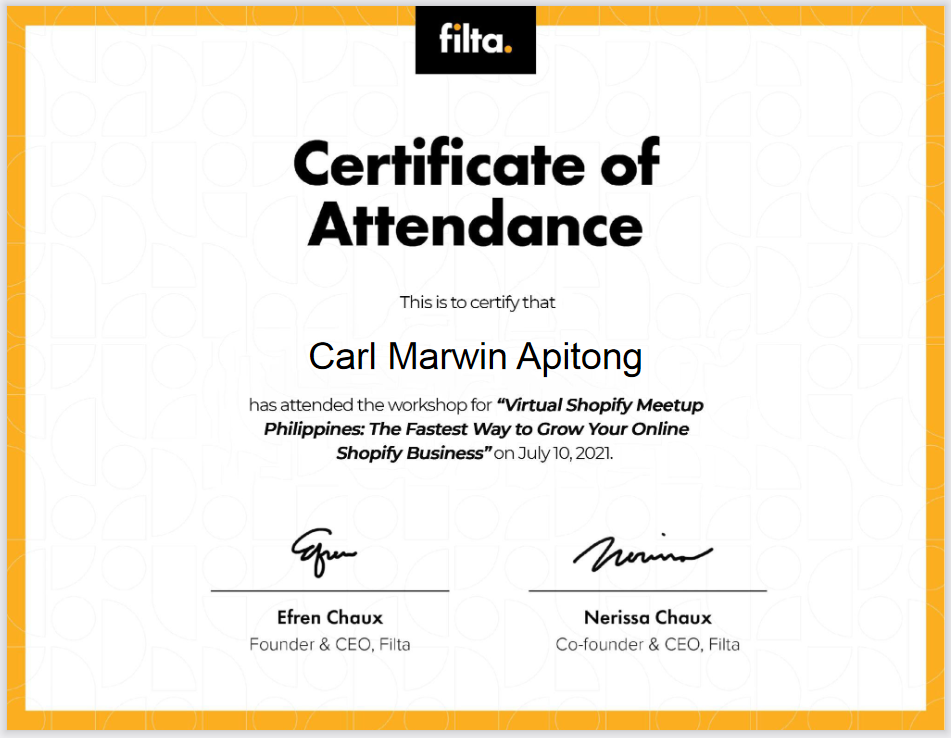 filta.
Certificate of
Attendance
This is to certify that
Carl Marwin Apitong
has attended the workshop for “Virtual Shopify Meetup
Philippines: The Fastest Way to Grow Your Online
Shopify Business” on July 10, 2021.
Efren
Nerissa
Efren Chaux
Nerissa Chaux
Founder & CEO, Filta
Co-founder & CEO, Filta